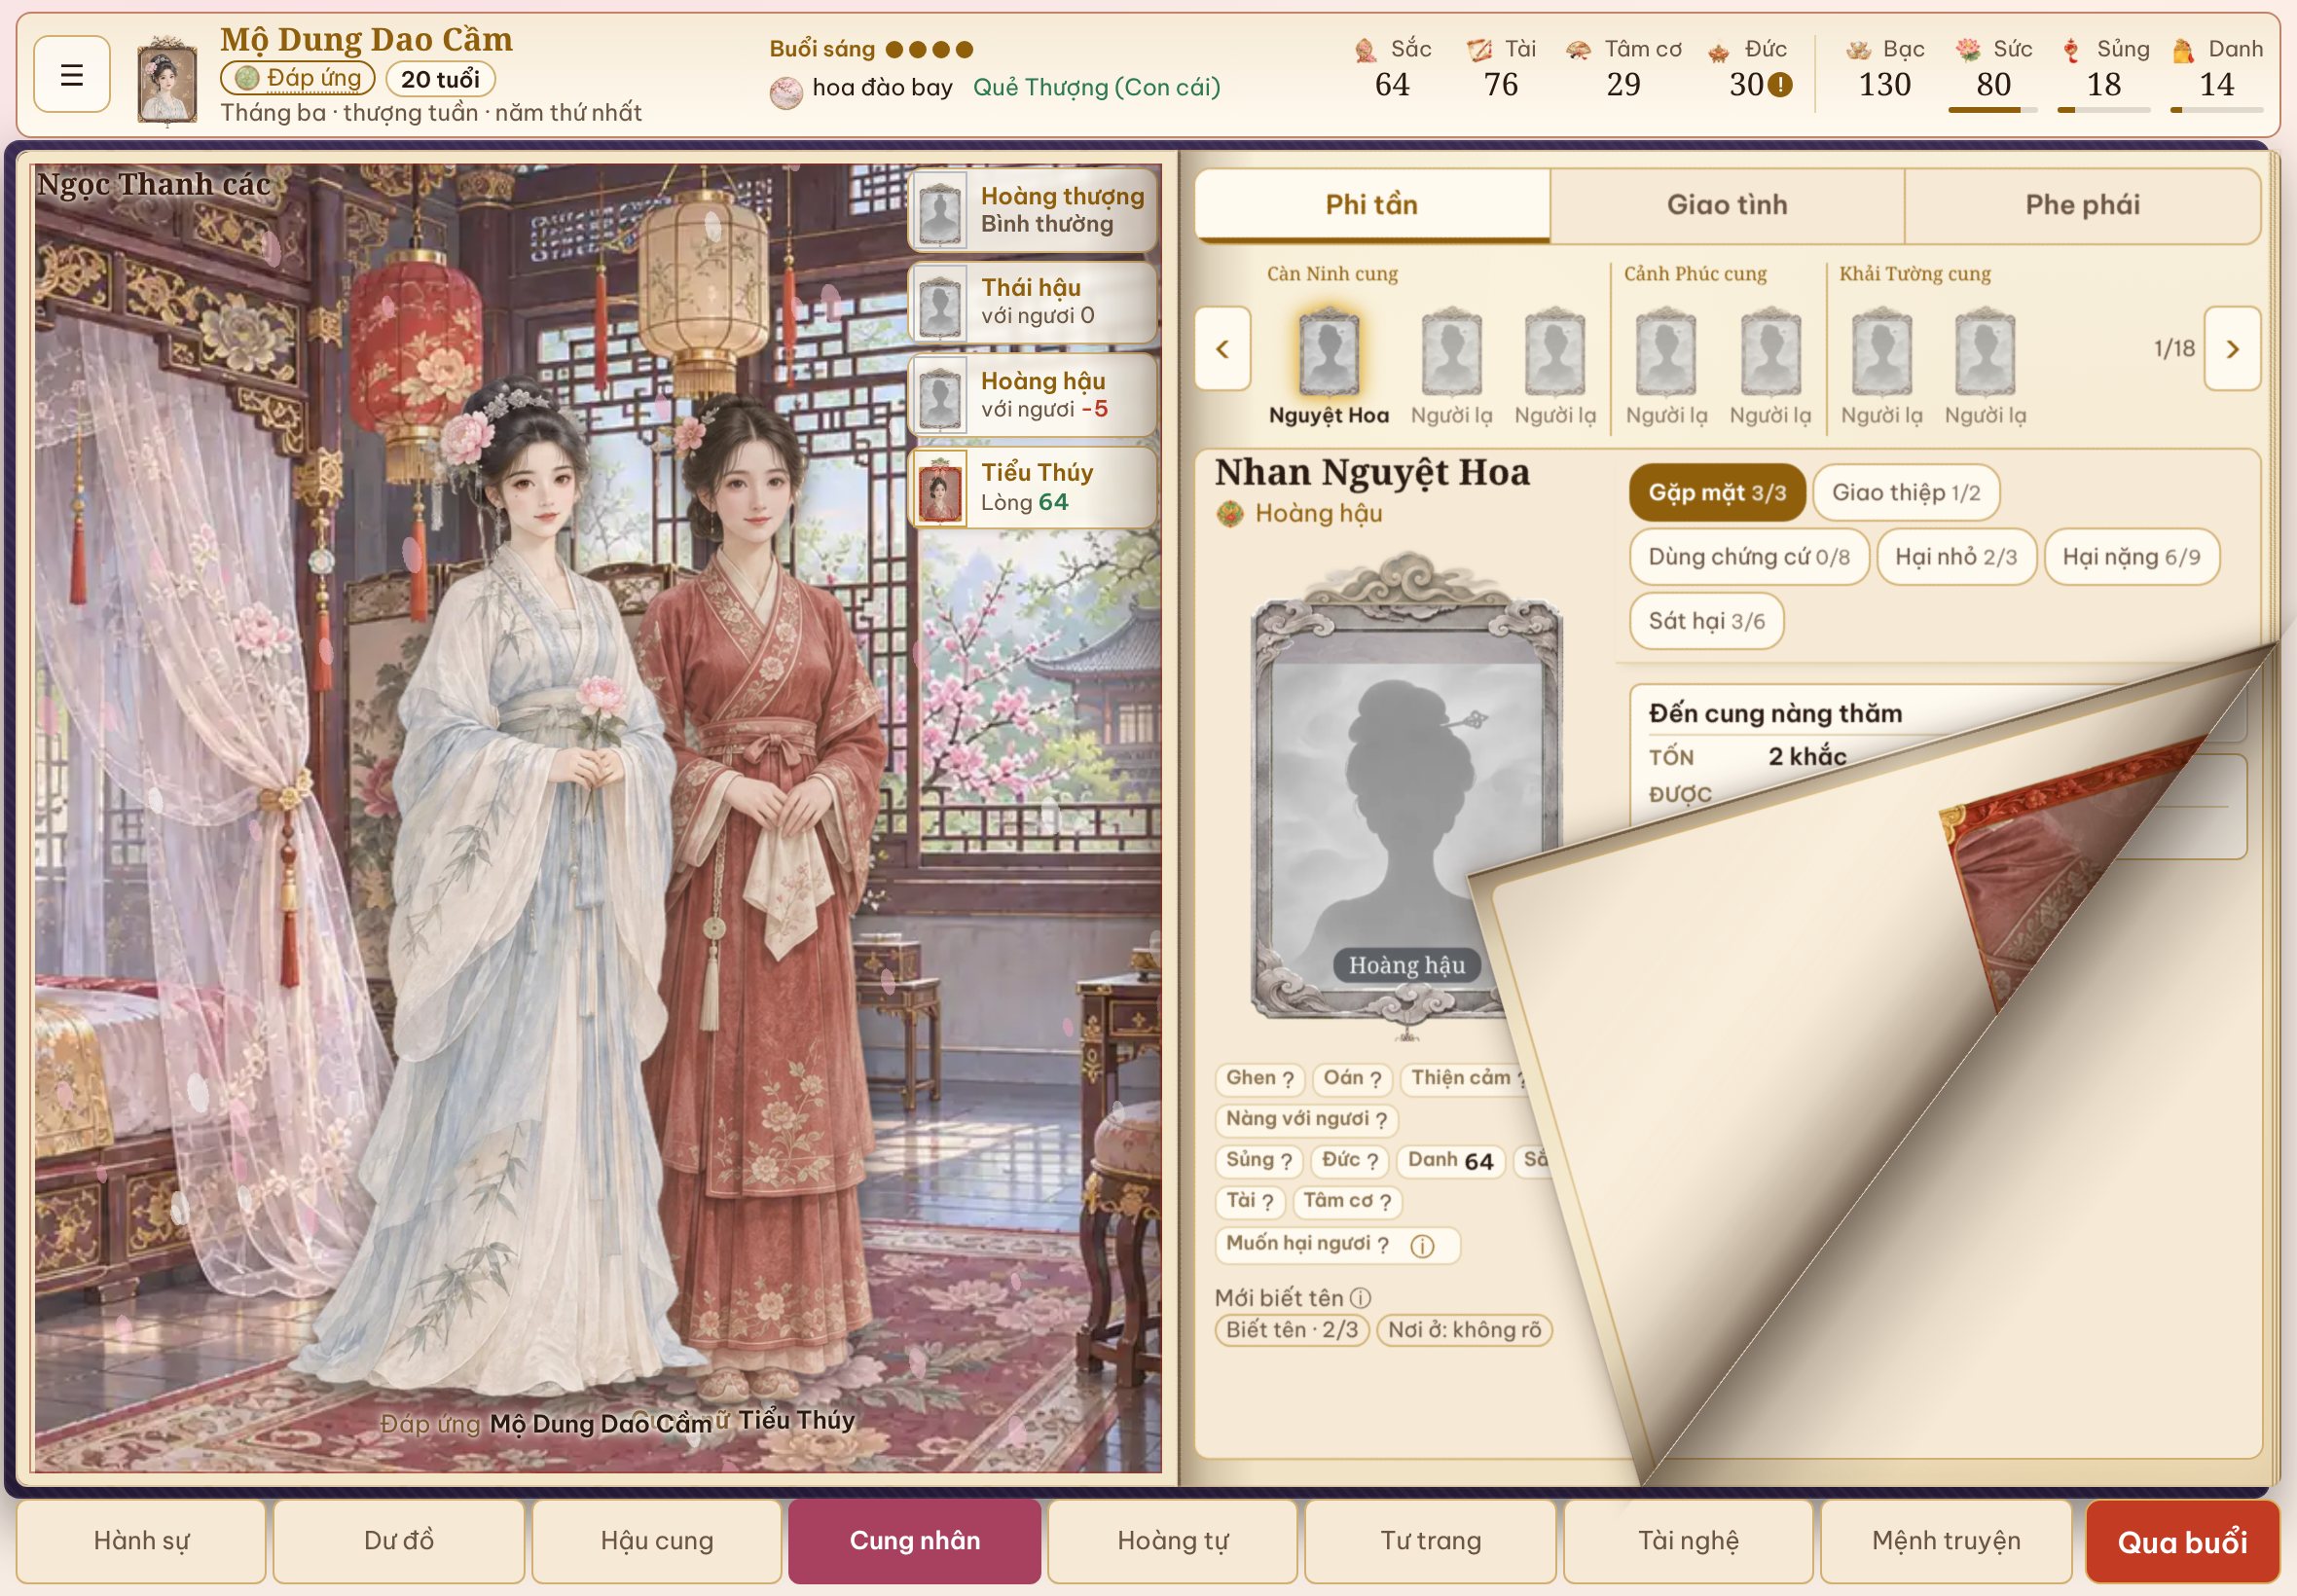 ☰
Mộ Dung Dao Cầm
Đáp ứng
20 tuổi
Tháng ba · thượng tuần · năm thứ nhất
Buổi sáng
hoa đào bay Quẻ Thượng (Con cái)
Sắc Tài Tâm cơ Đức Bạc Sức Sủng Danh
64 76 29 30! 130 80 18 14
Ngọc Thanh các
Hoàng thượng
Bình thường
Thái hậu
với ngươi 0
Hoàng hậu
với ngươi -5
Tiểu Thúy
Lòng 64
Đáp ứng Mộ Dung Dao Cầm
Tiểu Thúy
Phi tần Giao tình Phe phái
Càn Ninh cung Cảnh Phúc cung Khải Tường cung
1/18
Nguyệt Hoa Người lạ Người lạ Người lạ Người lạ Người lạ Người lạ
Nhan Nguyệt Hoa
Hoàng hậu
Hoàng hậu
Ghen ? Oán ? Thiện cảm ?
Nàng với ngươi ?
Sủng ? Đức ? Danh 64
Tài ? Tâm cơ ?
Muốn hại ngươi ?
Mới biết tên
Biết tên · 2/3 Nơi ở: không rõ
Gặp mặt 3/3 Giao thiệp 1/2
Dùng chứng cứ 0/8 Hại nhỏ 2/3 Hại nặng 6/9
Sát hại 3/6
Đến cung nàng thăm
TỐN 2 khắc
ĐƯỢC
Hành sự Dư đồ Hậu cung Cung nhân Hoàng tự Tư trang Tài nghệ Mệnh truyện Qua buổi